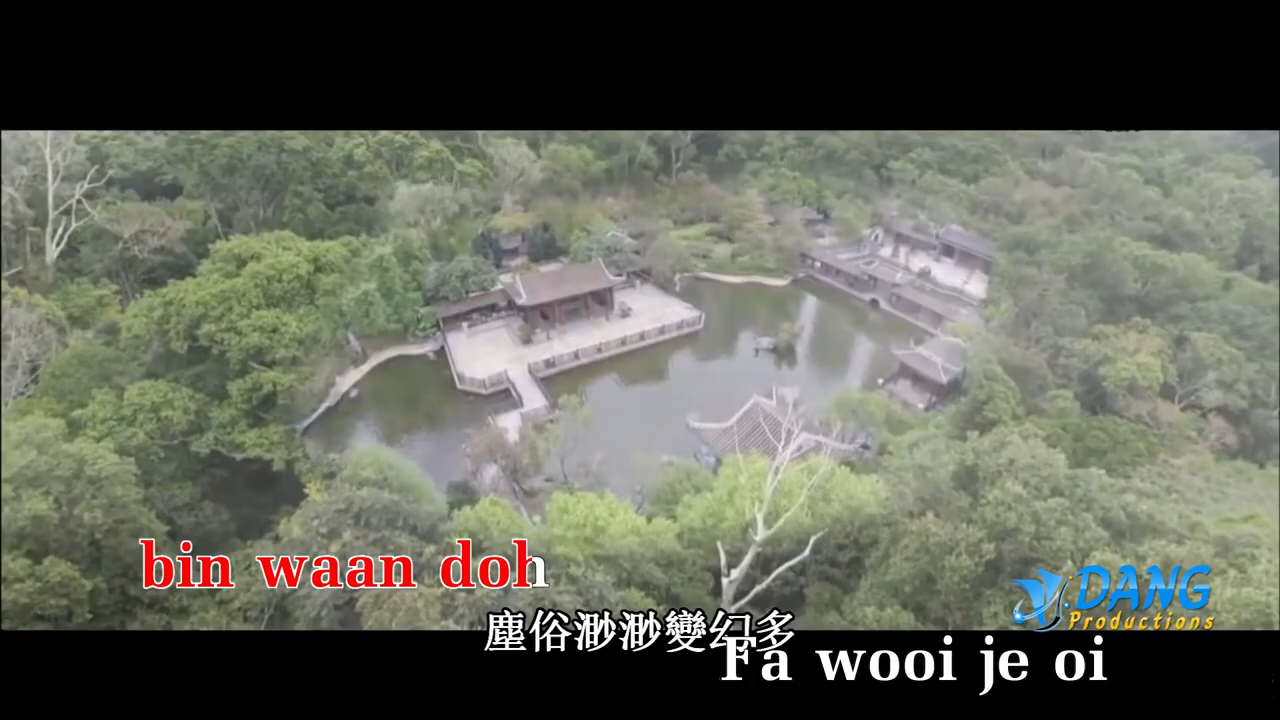 bin waan doh
塵俗渺渺變幻多
Fa wooi je oi
DANG
Productions